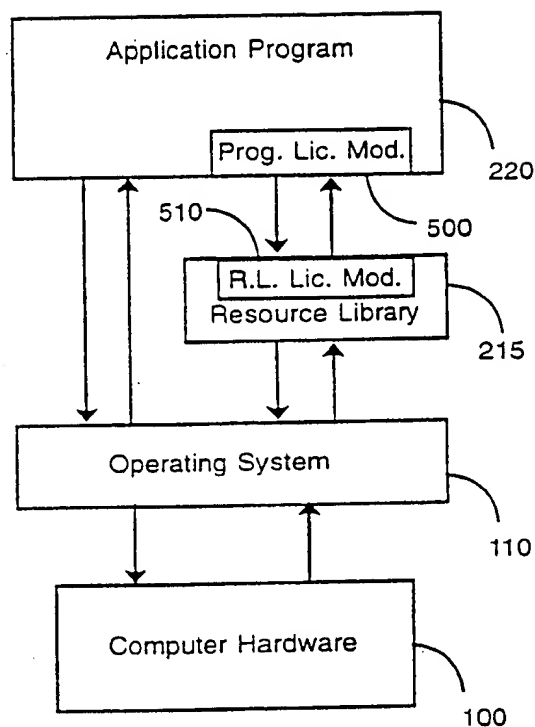 Application Program
Prog. Lic. Mod.
220
510
500
R.L. Lic. Mod.
Resource Library
215
Operating System
110
Computer Hardware
100